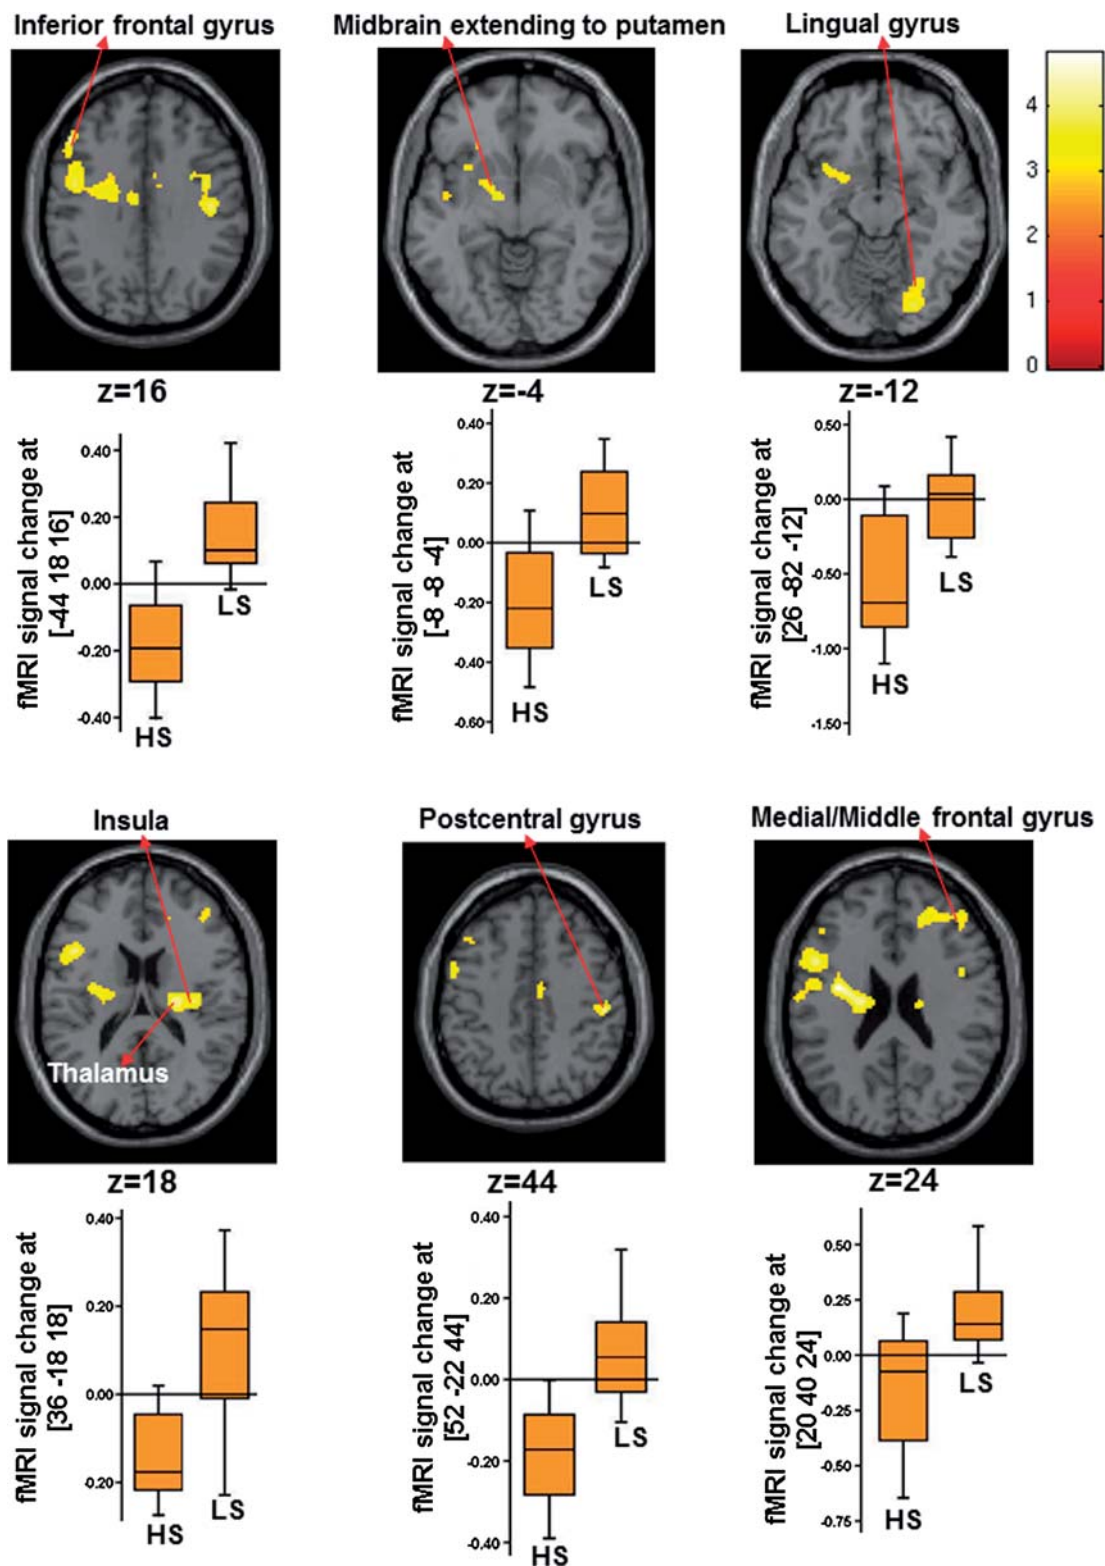 Inferior frontal gyrus
Midbrain extending to putamen
Lingual gyrus
4
3
2
1
0
z=16
z=-4
z=-12
fMRI signal change at
[-44 18 16]
0.40
0.20
0.00
-0.20
-0.40
HS
LS
fMRI signal change at
[-8 -8 -4]
0.40
0.20
0.00
-0.20
-0.40
-0.60
HS
LS
fMRI signal change at
[26 -82 -12]
0.50
0.00
-0.50
-1.00
-1.50
HS
LS
Insula
Postcentral gyrus
Medial/Middle frontal gyrus
Thalamus
z=18
z=44
z=24
fMRI signal change at
[36 -18 18]
0.40
0.20
0.00
-0.20
HS
LS
fMRI signal change at
[52 -22 44]
0.40
0.20
0.00
-0.20
-0.40
HS
LS
fMRI signal change at
[20 40 24]
0.50
0.25
0.00
-0.25
-0.50
-0.75
HS
LS